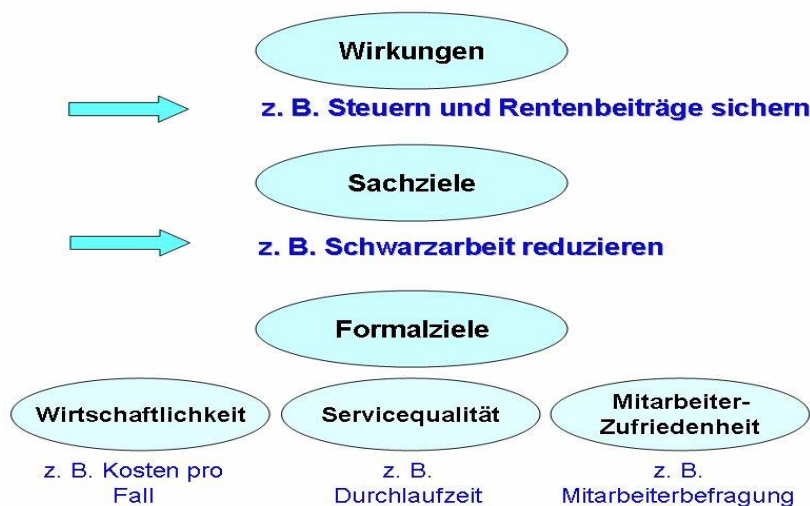 Wirkungen
z. B. Steuern und Rentenbeiträge sichern
Sachziele
z. B. Schwarzarbeit reduzieren
Formalziele
Wirtschaftlichkeit
Servicequalität
Mitarbeiter-
Zufriedenheit
z. B. Kosten pro
Fall
z. B.
Durchlaufzeit
z. B.
Mitarbeiterbefragung